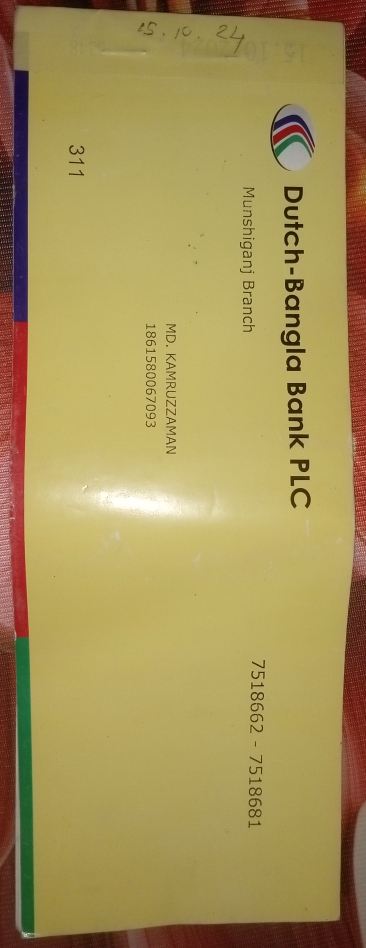 15.10.24
Dutch-Bangla Bank PLC
Munshiganj Branch
7518662 - 7518681
MD. KAMRUZZAMAN
1861580067093
311